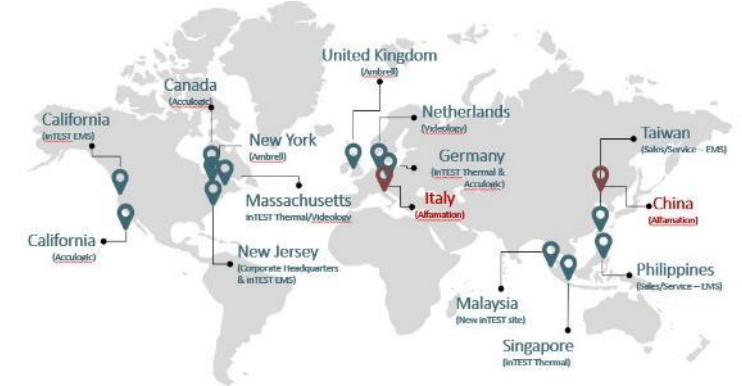 United Kingdom
(Ambrell)
Canada
(Acculogic)
California
(inTEST EMS)
New York
(Ambrell)
Netherlands
(Videology)
Taiwan
(Sales/Service – EMS)
Germany
(inTEST Thermal &
Acculogic)
Massachusetts
inTEST Thermal/Videology
Italy
(Alfamation)
China
(Alfamation)
California
(Acculogic)
New Jersey
(Corporate Headquarters
& inTEST EMS)
Philippines
(Sales/Service – EMS)
Malaysia
(New inTEST site)
Singapore
(inTEST Thermal)